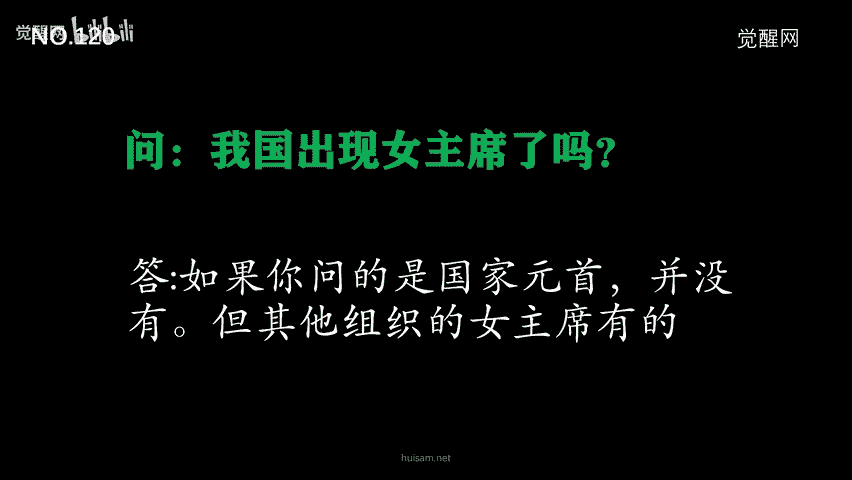 觉醒网 bilibili
NO.120
觉醒网
问：我国出现女主席了吗？
答:如果你问的是国家元首，并没
有。但其他组织的女主席有的
huisam.net